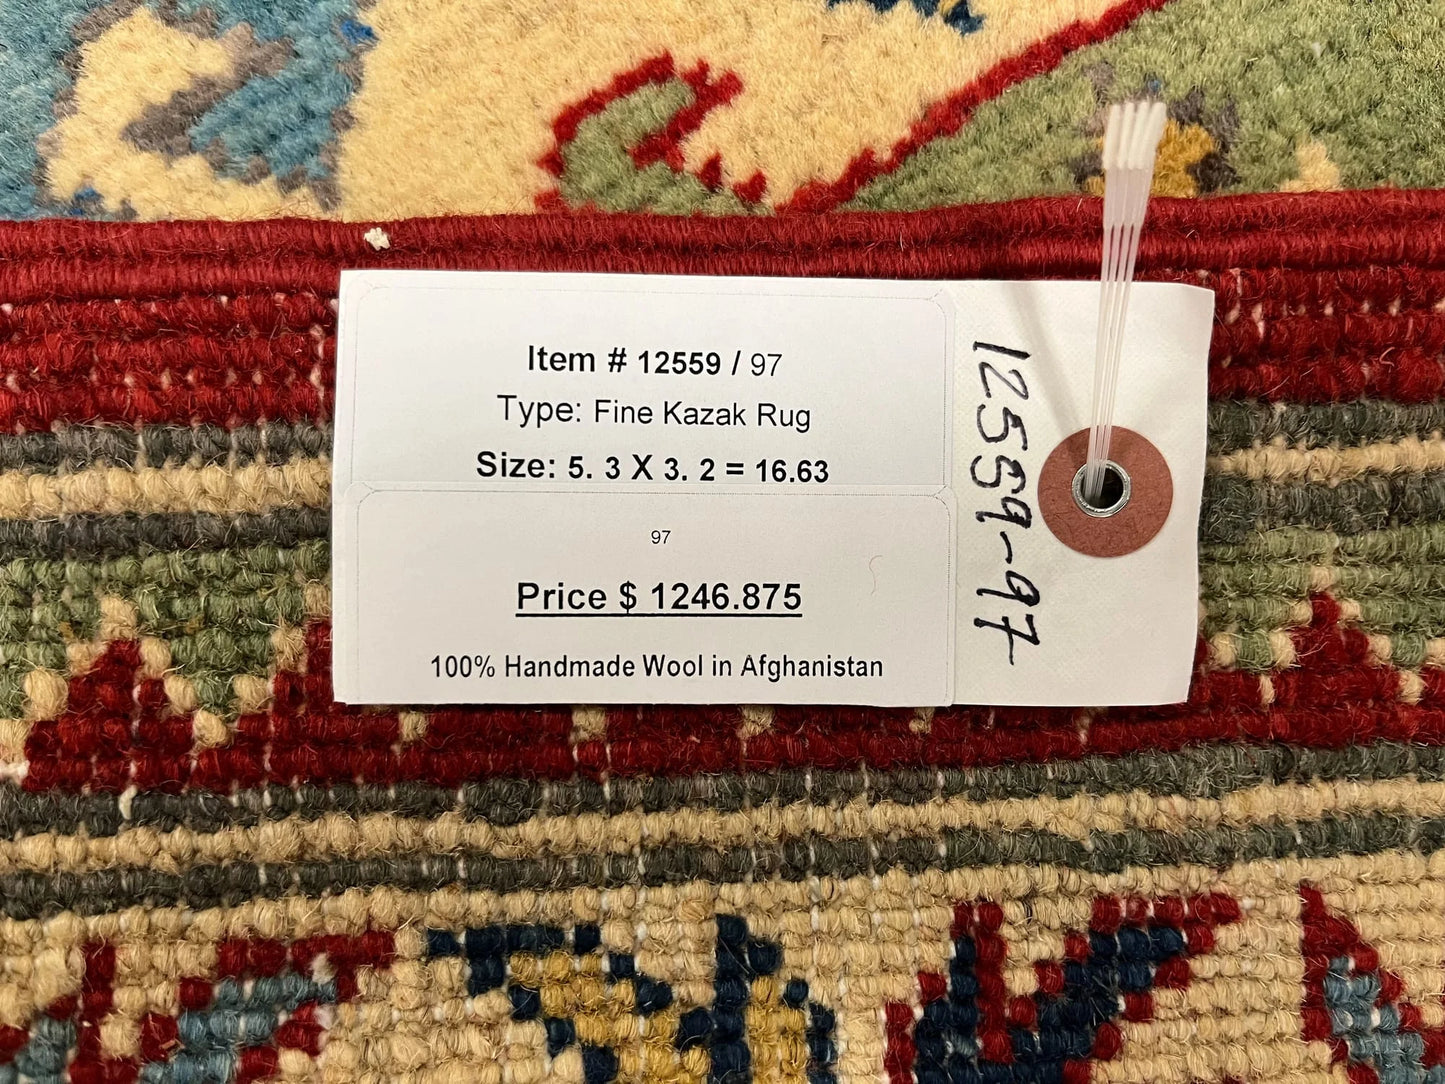 Item # 12559 / 97
Type: Fine Kazak Rug
Size: 5. 3 X 3. 2 = 16.63
97
Price $ 1246.875
100% Handmade Wool in Afghanistan
12559-97